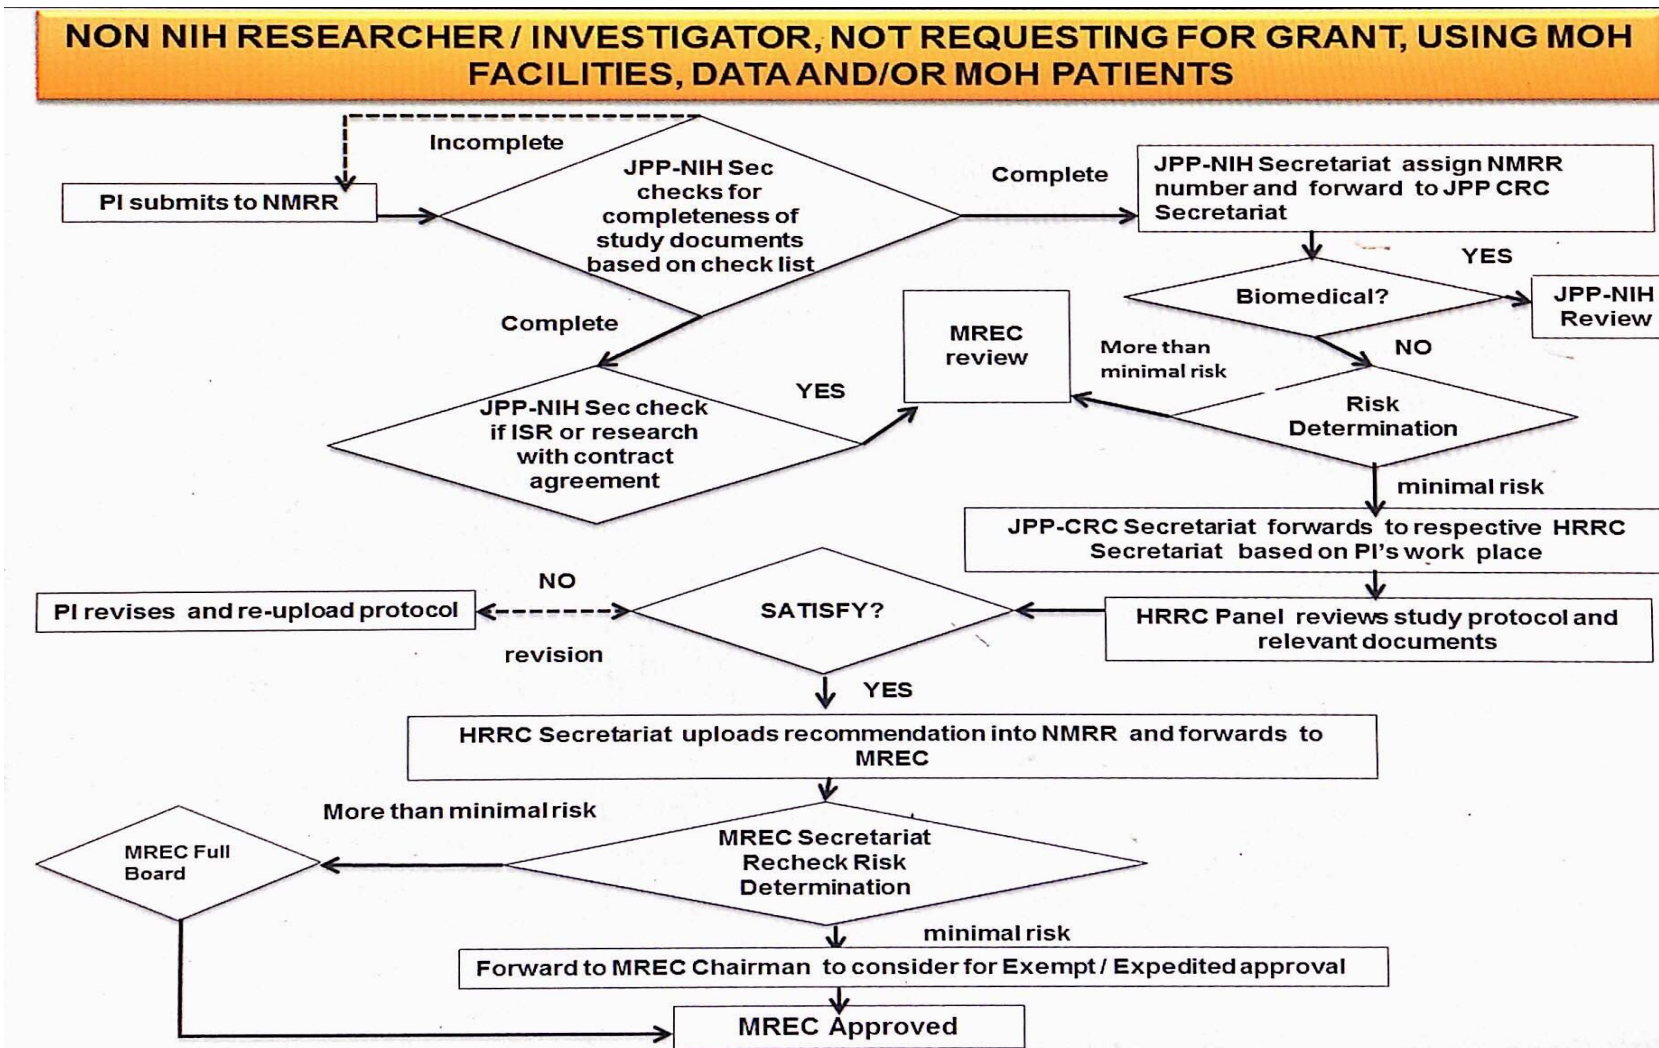 NON NIH RESEARCHER / INVESTIGATOR, NOT REQUESTING FOR GRANT, USING MOH
FACILITIES, DATA AND/OR MOH PATIENTS
Incomplete
PI submits to NMRR
JPP-NIH Sec
checks for
completeness of
study documents
based on check list
Complete
JPP-NIH Secretariat assign NMRR
number and forward to JPP CRC
Secretariat
YES
Biomedical?
JPP-NIH
Review
NO
Complete
JPP-NIH Sec check
if ISR or research
with contract
agreement
YES
MREC
review
More than
minimal risk
Risk
Determination
minimal risk
JPP-CRC Secretariat forwards to respective HRRC
Secretariat based on PI's work place
HRRC Panel reviews study protocol and
relevant documents
SATISFY?
NO
PI revises and re-upload protocol
revision
YES
HRRC Secretariat uploads recommendation into NMRR and forwards to
MREC
More than minimal risk
MREC Full
Board
MREC Secretariat
Recheck Risk
Determination
minimal risk
Forward to MREC Chairman to consider for Exempt / Expedited approval
MREC Approved